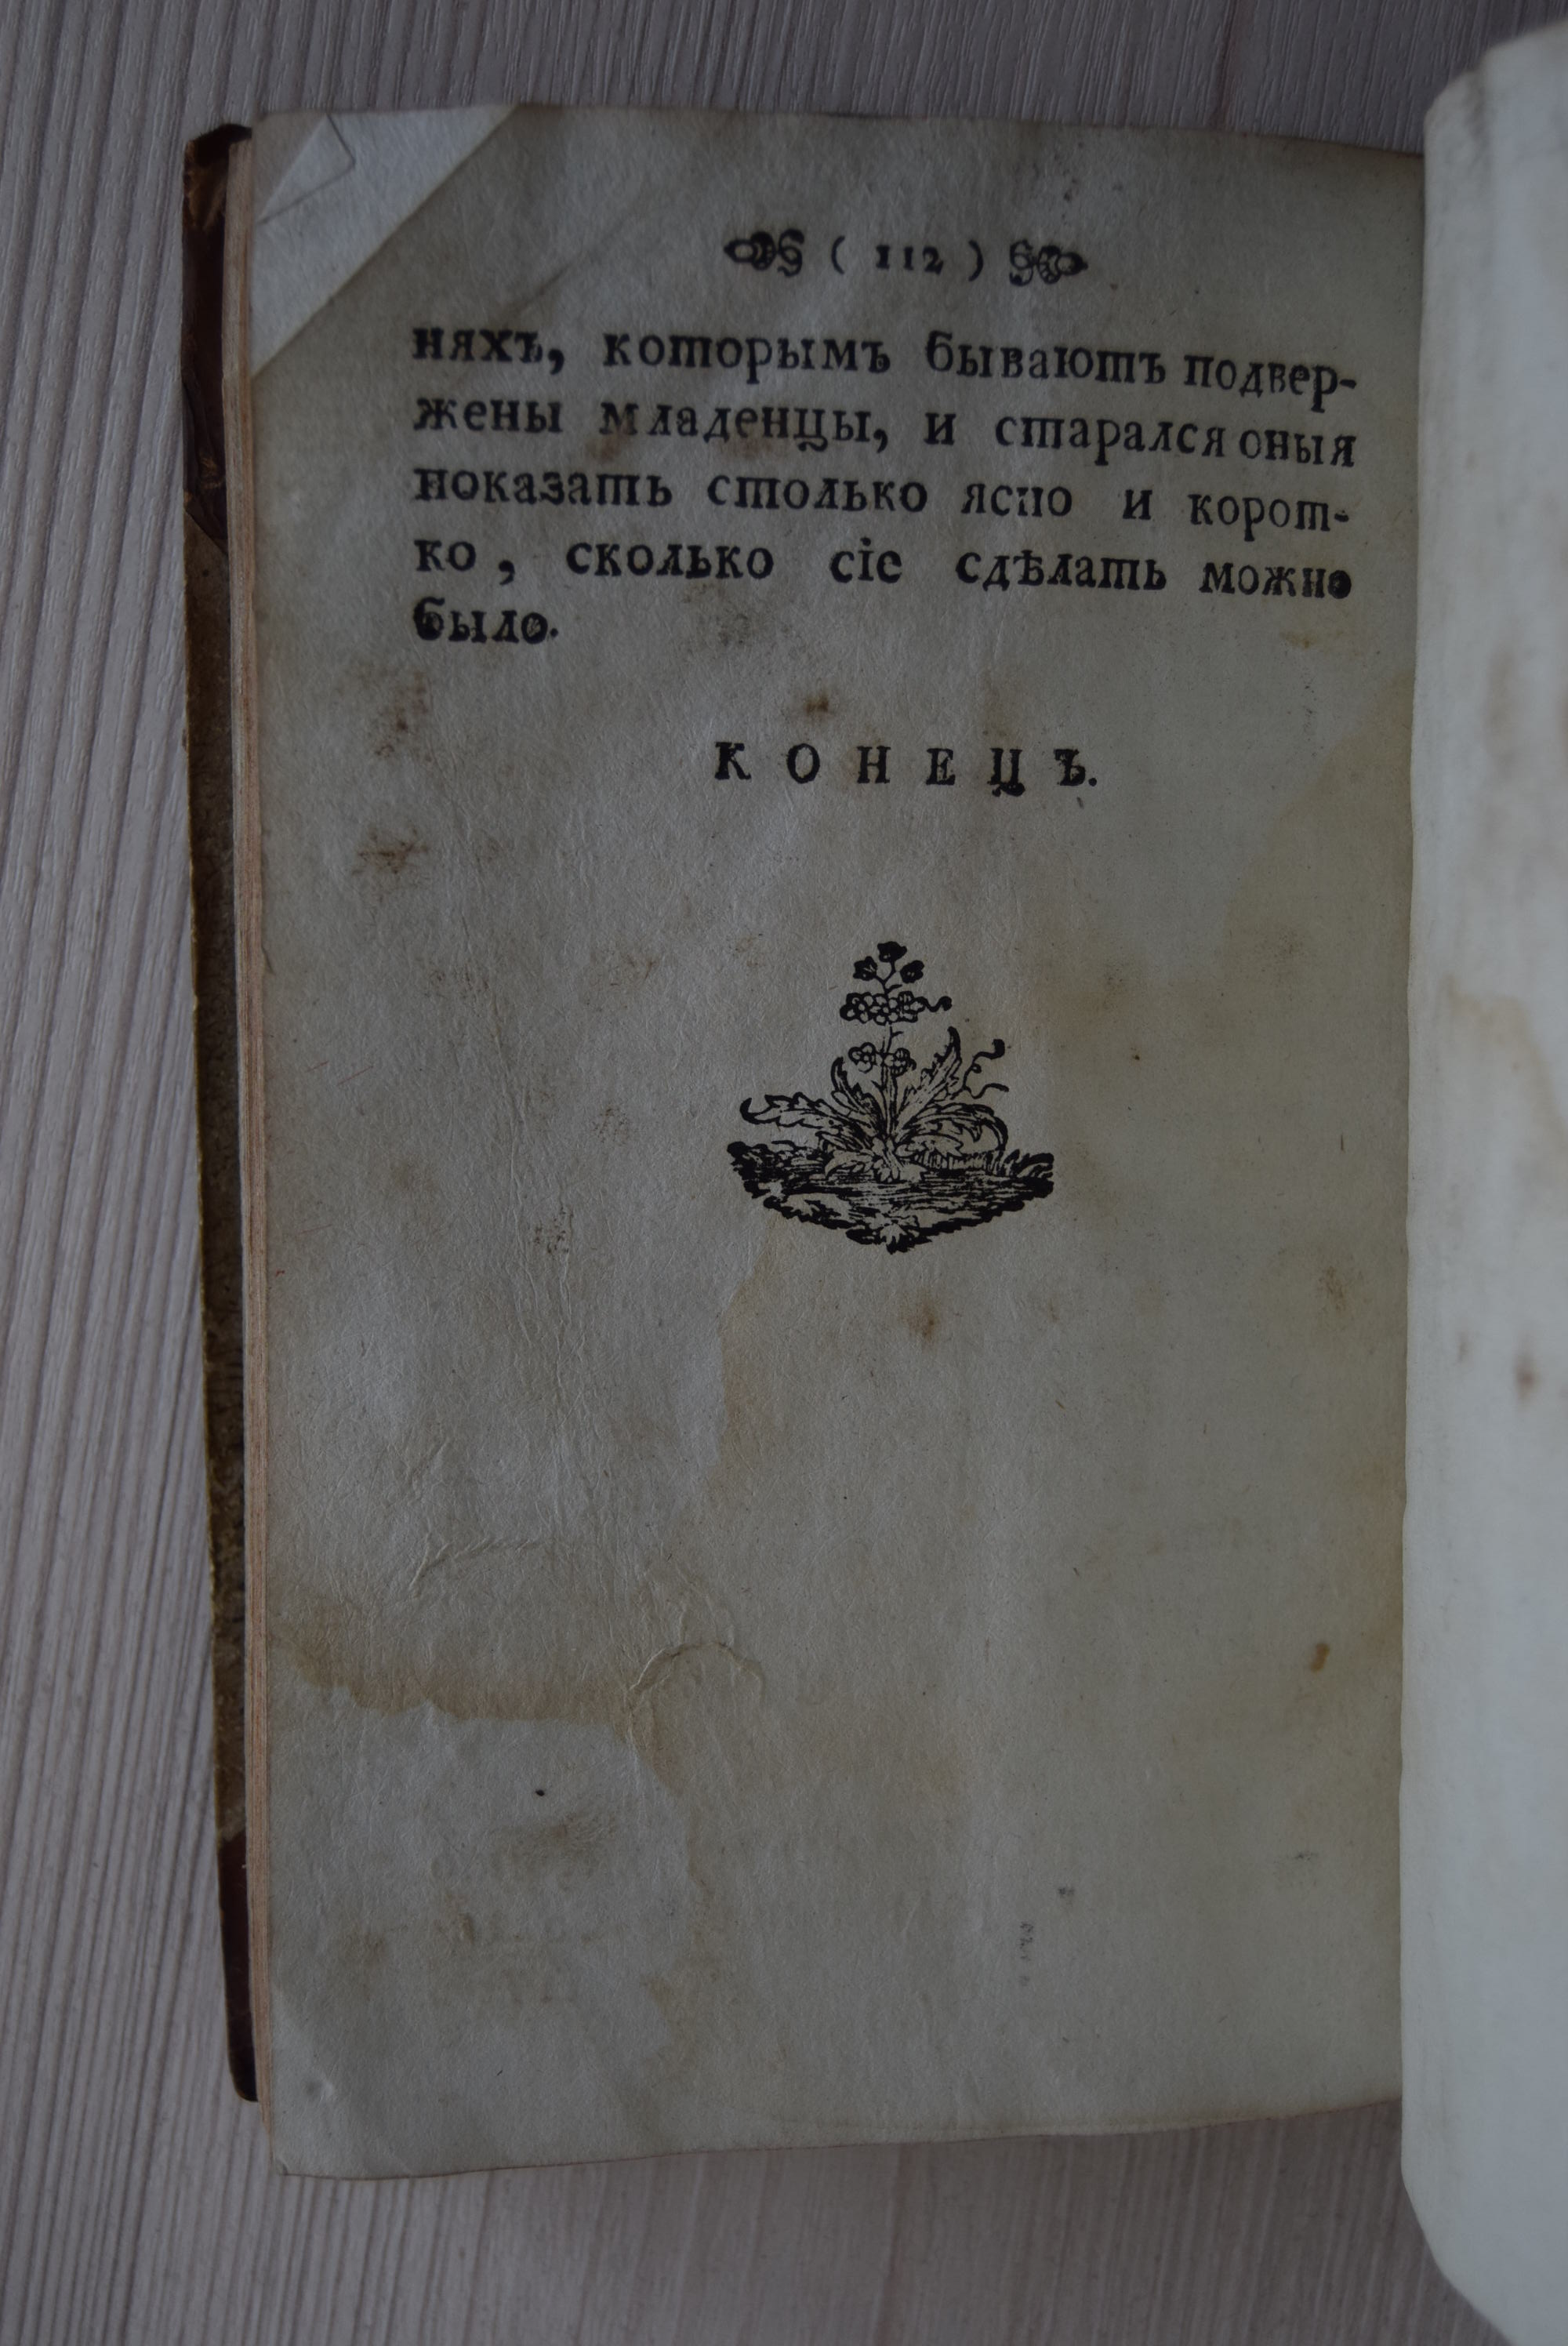 ( 112 )
няхъ, которымъ бываютъ подвер-
жены младенцы, и старался оныя
показать столько ясно и корот-
ко, сколько сіе сдѣлать можно
было.
КОНЕЦЪ.